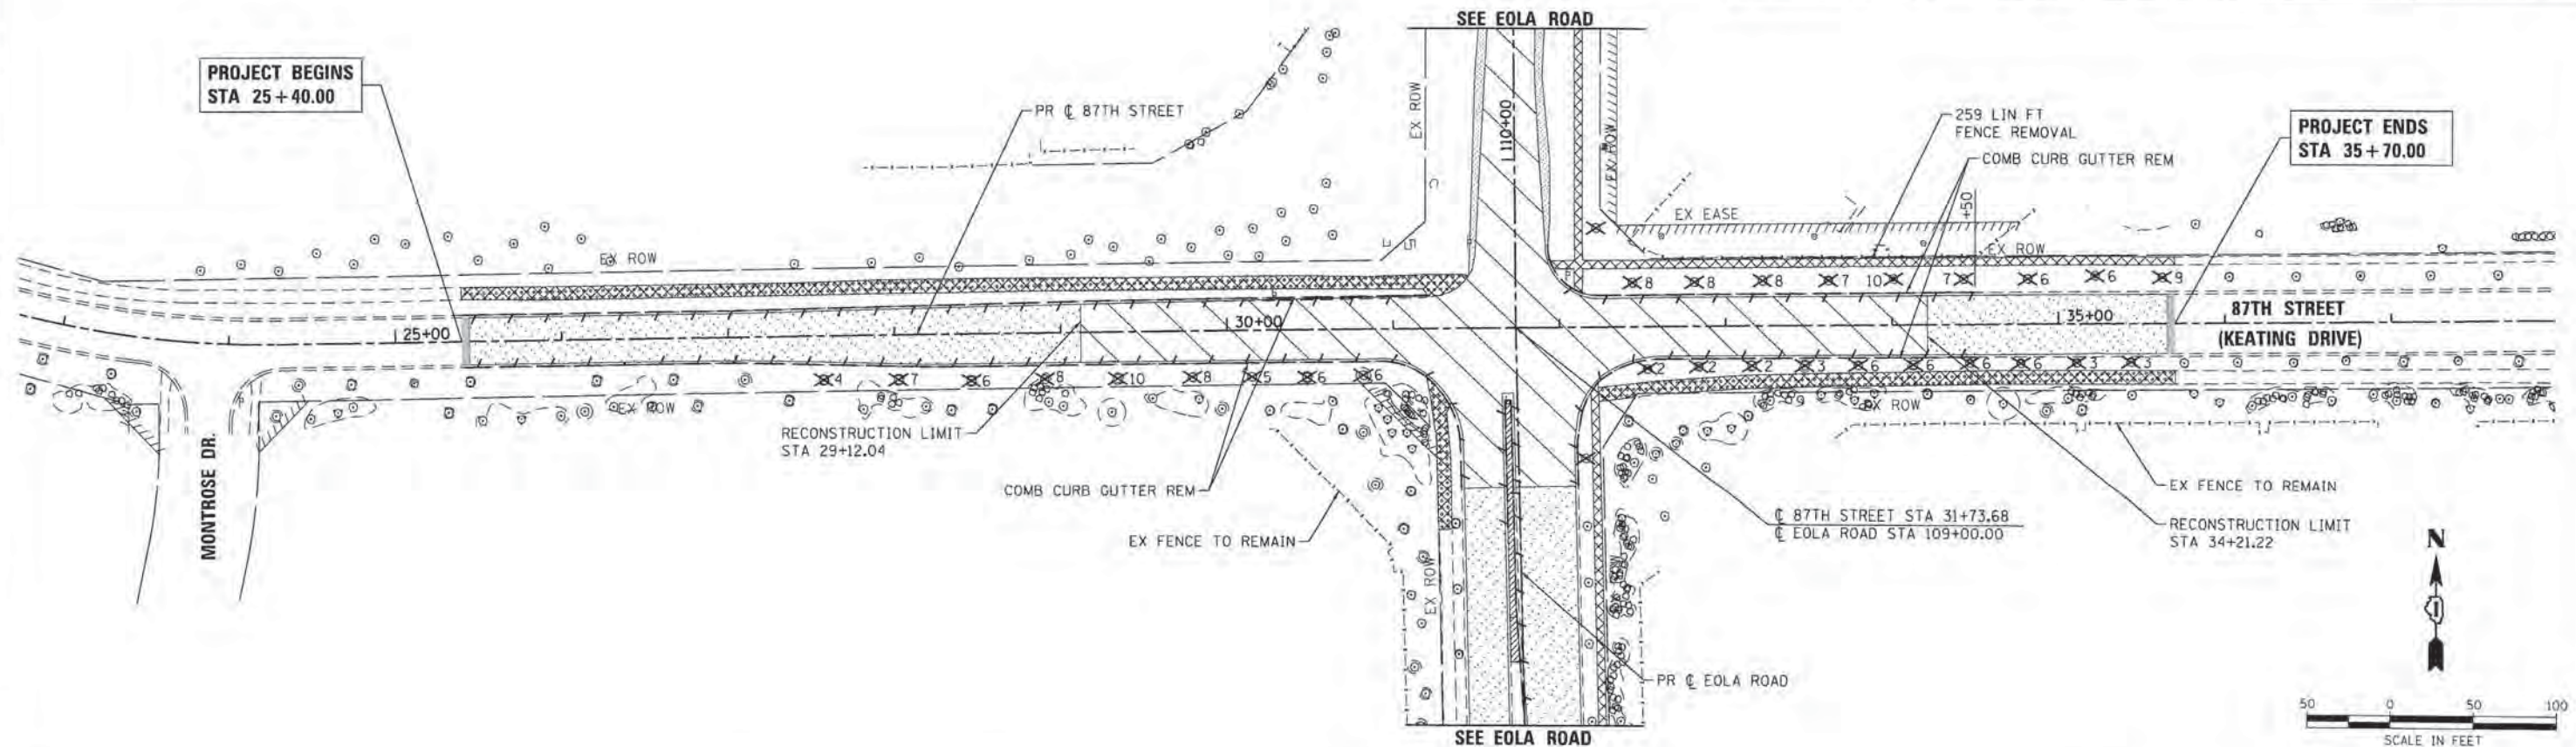 SEE EOLA ROAD
PROJECT BEGINS
STA 25+40.00
PR ℄ 87TH STREET
EX ROW
110+00
EX ROW
259 LIN FT
FENCE REMOVAL
COMB CURB GUTTER REM
PROJECT ENDS
STA 35+70.00
EX EASE
+50
EX ROW
EX ROW
8
8
8
7
10
7
6
6
9
25+00
30+00
35+00
87TH STREET
(KEATING DRIVE)
4
7
6
8
10
8
5
6
6
2
2
2
3
6
6
6
6
3
3
EX ROW
EX ROW
RECONSTRUCTION LIMIT
STA 29+12.04
MONTROSE DR.
COMB CURB GUTTER REM
EX FENCE TO REMAIN
℄ 87TH STREET STA 31+73.68
℄ EOLA ROAD STA 109+00.00
EX FENCE TO REMAIN
RECONSTRUCTION LIMIT
STA 34+21.22
EX ROW
ROW
PR ℄ EOLA ROAD
N
50 0 50 100
SCALE IN FEET
SEE EOLA ROAD